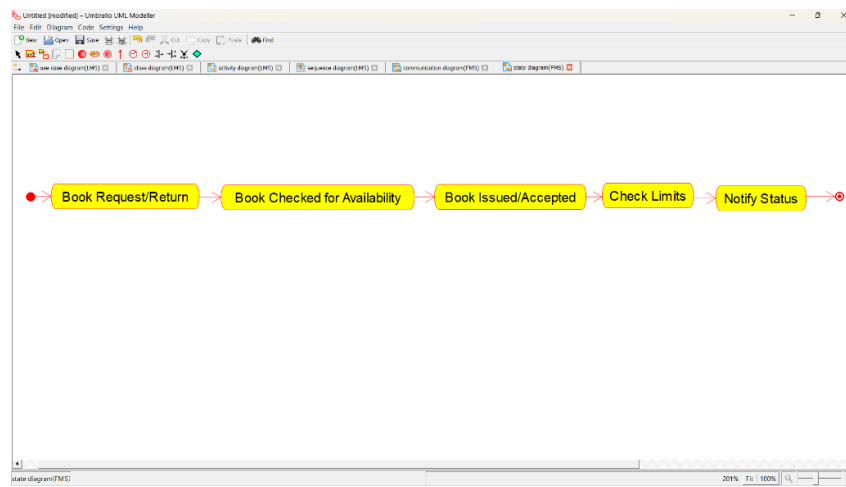 Untitled [modified] – Umbrello UML Modeller
File Edit Diagram Code Settings Help
New Open Save Cut Copy Paste Find
use case diagram(LMS) class diagram(LMS) activity diagram(LMS) sequence diagram(LMS) communication diagram(FMS) state diagram(FMS)
Book Request/Return Book Checked for Availability Book Issued/Accepted Check Limits Notify Status
state diagram(FMS) 201% Fit 100%